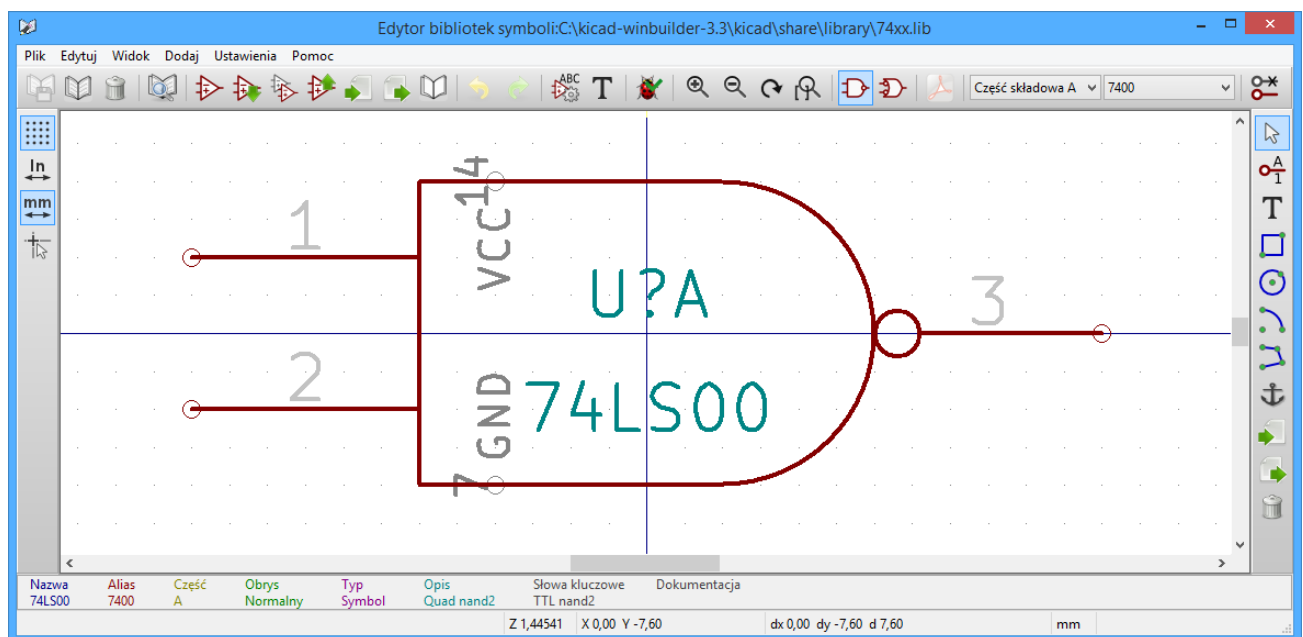 Edytor bibliotek symboli:C:\kicad-winbuilder-3.3\kicad\share\library\74xx.lib
Plik Edytuj Widok Dodaj Ustawienia Pomoc
ABC T Część składowa A 7400
In
mm
A
1
T
14
VCC
1
U?A
3
2
74LS00
GND
7
Nazwa Alias Część Obrys Typ Opis Słowa kluczowe Dokumentacja
74LS00 7400 A Normalny Symbol Quad nand2 TTL nand2
Z 1,44541 X 0,00 Y -7,60 dx 0,00 dy -7,60 d 7,60 mm